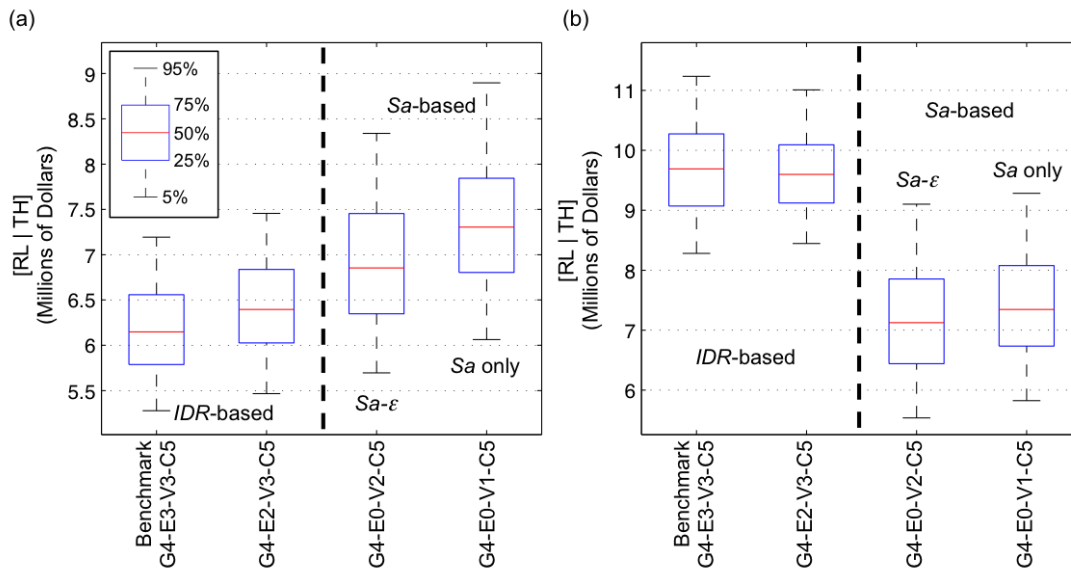 (a)
[RL | TH]
(Millions of Dollars)
9
8.5
8
7.5
7
6.5
6
5.5
95%
75%
50%
25%
5%
Sa-based
IDR-based
Sa-ε
Sa only
Benchmark
G4-E3-V3-C5
G4-E2-V3-C5
G4-E0-V2-C5
G4-E0-V1-C5
(b)
[RL | TH]
(Millions of Dollars)
11
10
9
8
7
6
Sa-based
Sa-ε
Sa only
IDR-based
Benchmark
G4-E3-V3-C5
G4-E2-V3-C5
G4-E0-V2-C5
G4-E0-V1-C5